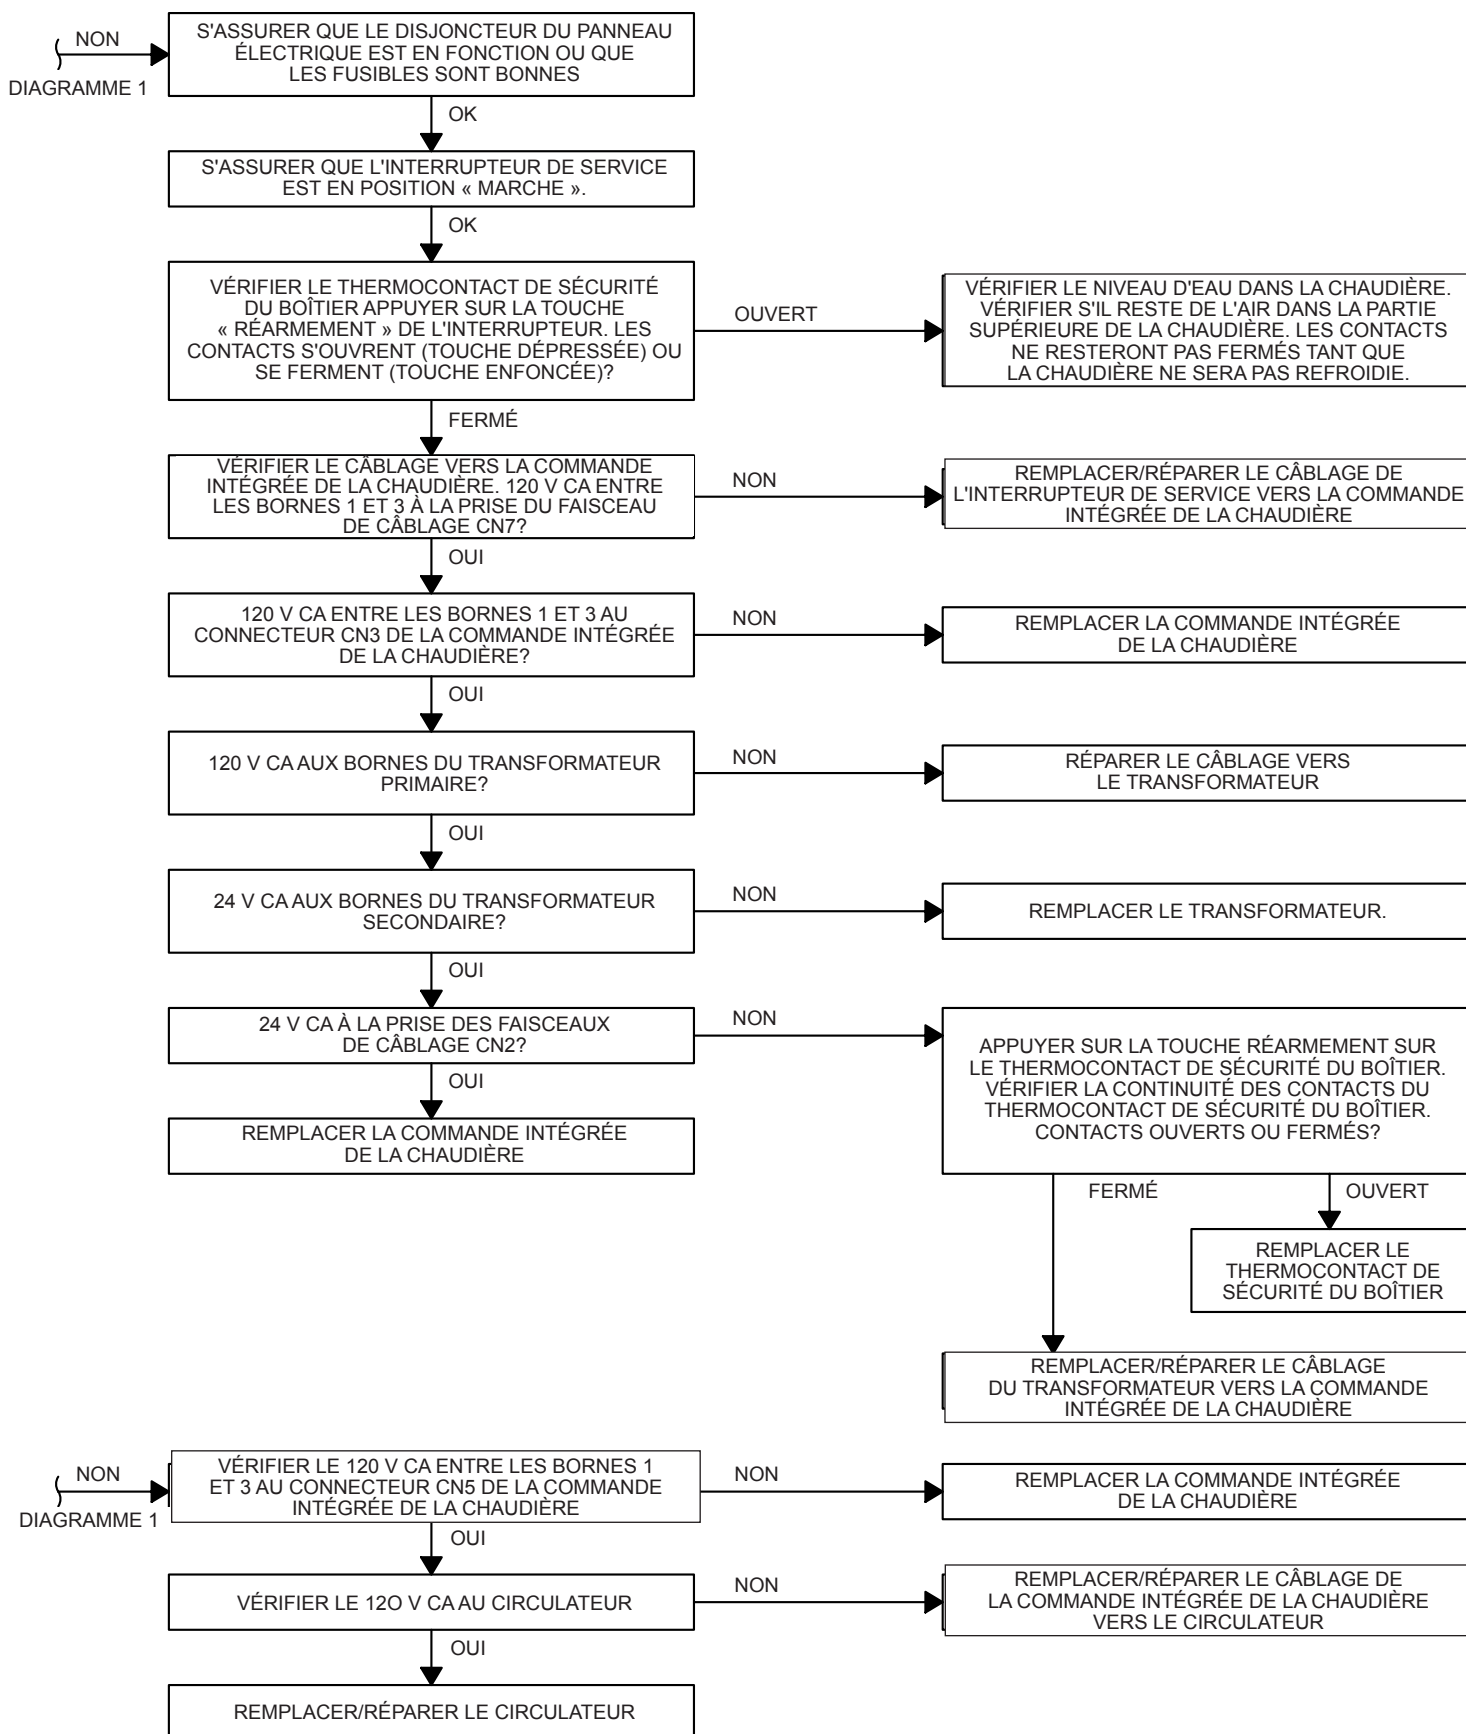 NON
DIAGRAMME 1
S'ASSURER QUE LE DISJONCTEUR DU PANNEAU
ÉLECTRIQUE EST EN FONCTION OU QUE
LES FUSIBLES SONT BONNES
OK
S'ASSURER QUE L'INTERRUPTEUR DE SERVICE
EST EN POSITION « MARCHE ».
OK
VÉRIFIER LE THERMOCONTACT DE SÉCURITÉ
DU BOÎTIER APPUYER SUR LA TOUCHE
« RÉARMEMENT » DE L'INTERRUPTEUR. LES
CONTACTS S'OUVRENT (TOUCHE DÉPRESSÉE) OU
SE FERMENT (TOUCHE ENFONCÉE)?
OUVERT
VÉRIFIER LE NIVEAU D'EAU DANS LA CHAUDIÈRE.
VÉRIFIER S'IL RESTE DE L'AIR DANS LA PARTIE
SUPÉRIEURE DE LA CHAUDIÈRE. LES CONTACTS
NE RESTERONT PAS FERMÉS TANT QUE
LA CHAUDIÈRE NE SERA PAS REFROIDIE.
FERMÉ
VÉRIFIER LE CÂBLAGE VERS LA COMMANDE
INTÉGRÉE DE LA CHAUDIÈRE. 120 V CA ENTRE
LES BORNES 1 ET 3 À LA PRISE DU FAISCEAU
DE CÂBLAGE CN7?
NON
REMPLACER/RÉPARER LE CÂBLAGE DE
L'INTERRUPTEUR DE SERVICE VERS LA COMMANDE
INTÉGRÉE DE LA CHAUDIÈRE
OUI
120 V CA ENTRE LES BORNES 1 ET 3 AU
CONNECTEUR CN3 DE LA COMMANDE INTÉGRÉE
DE LA CHAUDIÈRE?
NON
REMPLACER LA COMMANDE INTÉGRÉE
DE LA CHAUDIÈRE
OUI
120 V CA AUX BORNES DU TRANSFORMATEUR
PRIMAIRE?
NON
RÉPARER LE CÂBLAGE VERS
LE TRANSFORMATEUR
OUI
24 V CA AUX BORNES DU TRANSFORMATEUR
SECONDAIRE?
NON
REMPLACER LE TRANSFORMATEUR.
OUI
24 V CA À LA PRISE DES FAISCEAUX
DE CÂBLAGE CN2?
NON
APPUYER SUR LA TOUCHE RÉARMEMENT SUR
LE THERMOCONTACT DE SÉCURITÉ DU BOÎTIER.
VÉRIFIER LA CONTINUITÉ DES CONTACTS DU
THERMOCONTACT DE SÉCURITÉ DU BOÎTIER.
CONTACTS OUVERTS OU FERMÉS?
OUI
REMPLACER LA COMMANDE INTÉGRÉE
DE LA CHAUDIÈRE
FERMÉ
OUVERT
REMPLACER LE
THERMOCONTACT DE
SÉCURITÉ DU BOÎTIER
REMPLACER/RÉPARER LE CÂBLAGE
DU TRANSFORMATEUR VERS LA COMMANDE
INTÉGRÉE DE LA CHAUDIÈRE
NON
DIAGRAMME 1
VÉRIFIER LE 120 V CA ENTRE LES BORNES 1
ET 3 AU CONNECTEUR CN5 DE LA COMMANDE
INTÉGRÉE DE LA CHAUDIÈRE
NON
REMPLACER LA COMMANDE INTÉGRÉE
DE LA CHAUDIÈRE
OUI
VÉRIFIER LE 12O V CA AU CIRCULATEUR
NON
REMPLACER/RÉPARER LE CÂBLAGE DE
LA COMMANDE INTÉGRÉE DE LA CHAUDIÈRE
VERS LE CIRCULATEUR
OUI
REMPLACER/RÉPARER LE CIRCULATEUR